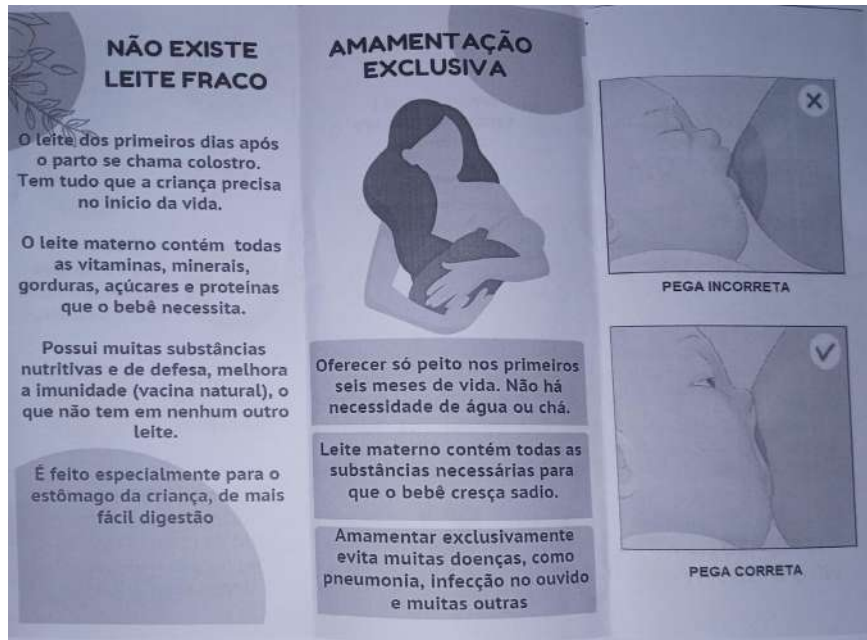 NÃO EXISTE
LEITE FRACO
O leite dos primeiros dias após
o parto se chama colostro.
Tem tudo que a criança precisa
no inicio da vida.
O leite materno contém todas
as vitaminas, minerais,
gorduras, açúcares e proteínas
que o bebê necessita.
Possui muitas substâncias
nutritivas e de defesa, melhora
a imunidade (vacina natural), o
que não tem em nenhum outro
leite.
É feito especialmente para o
estômago da criança, de mais
fácil digestão
AMAMENTAÇÃO
EXCLUSIVA
Oferecer só peito nos primeiros
seis meses de vida. Não há
necessidade de água ou chá.
Leite materno contém todas as
substâncias necessárias para
que o bebê cresça sadio.
Amamentar exclusivamente
evita muitas doenças, como
pneumonia, infecção no ouvido
e muitas outras
PEGA INCORRETA
PEGA CORRETA